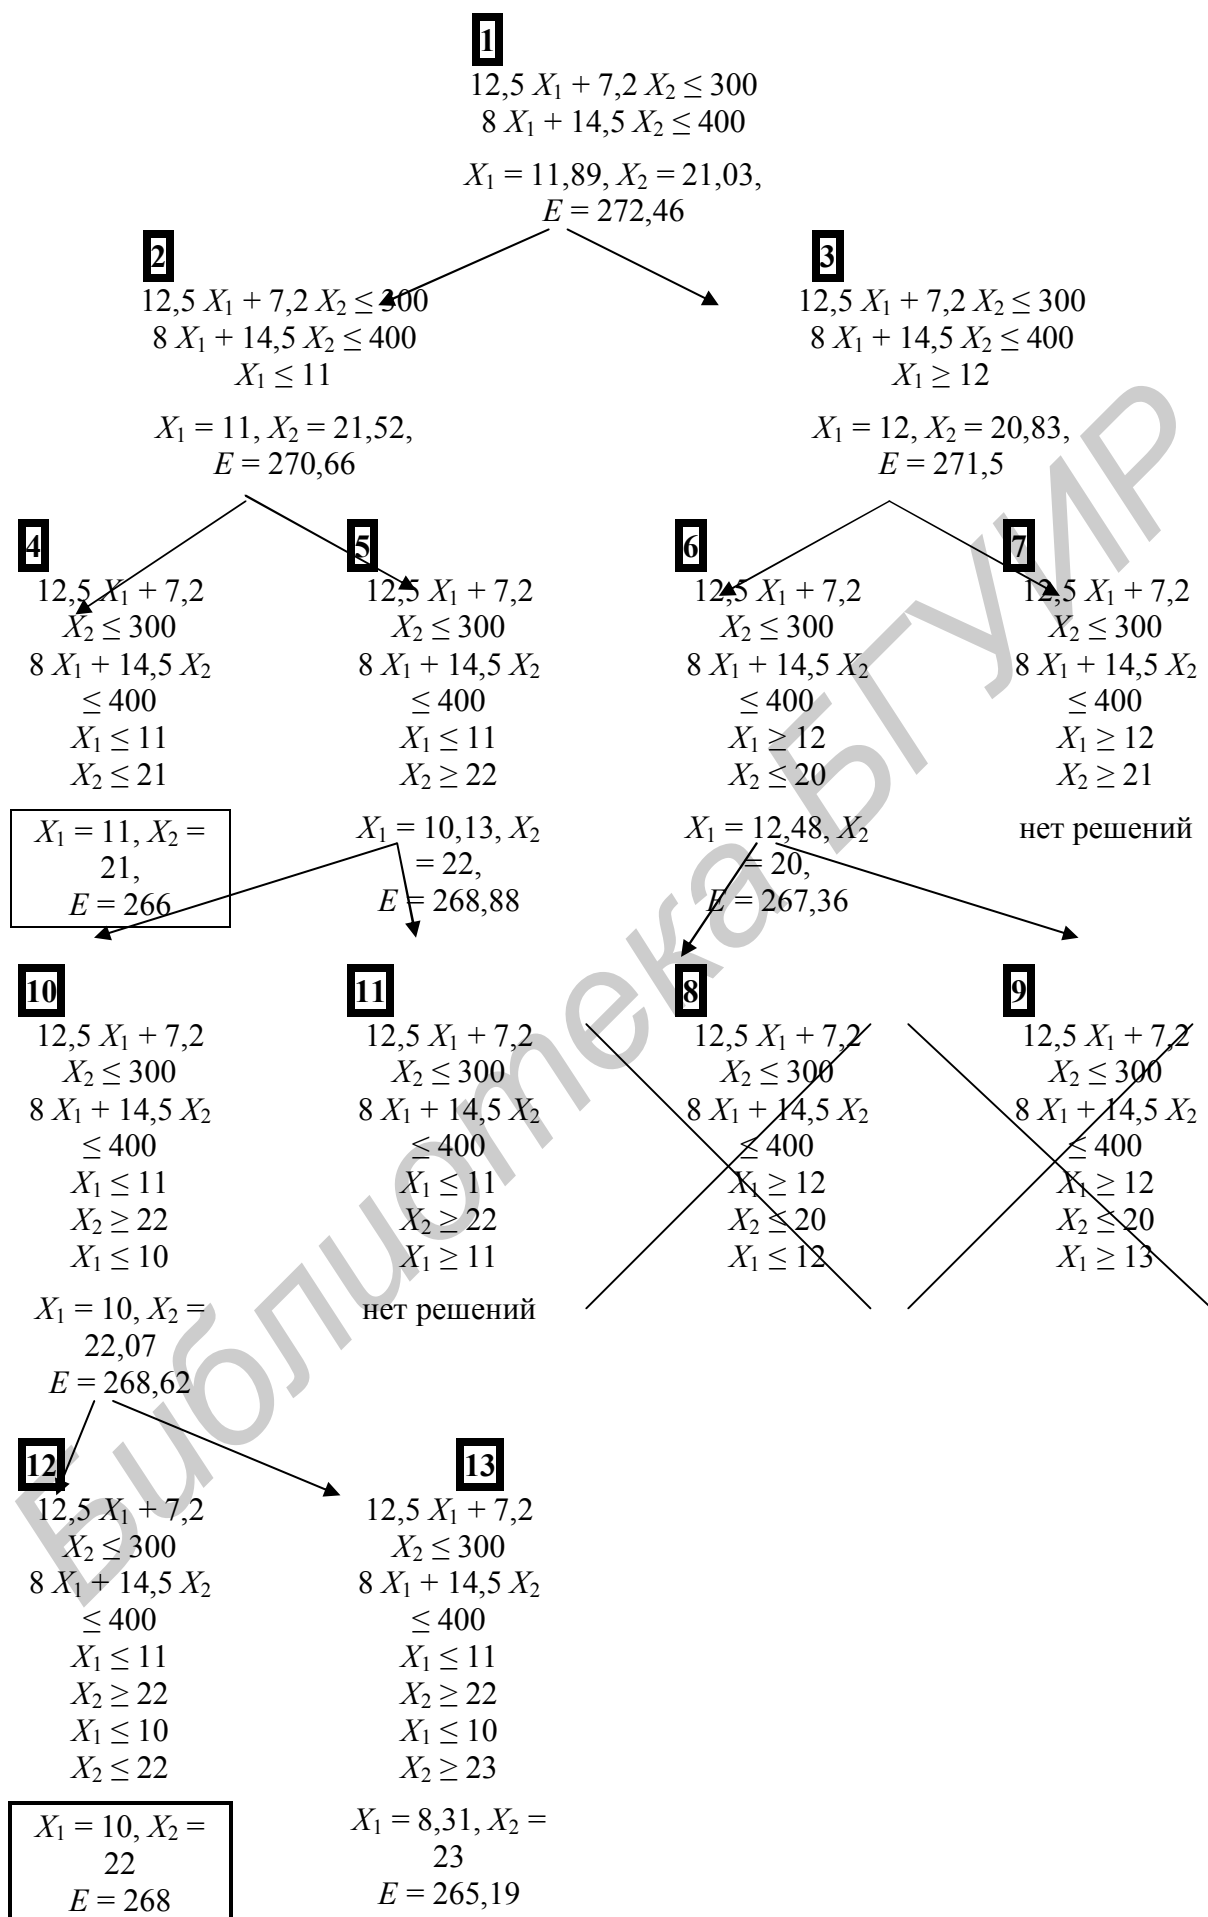 1
12,5 X₁ + 7,2 X₂ ≤ 300
8 X₁ + 14,5 X₂ ≤ 400
X₁ = 11,89, X₂ = 21,03,
E = 272,46
2
12,5 X₁ + 7,2 X₂ ≤ 300
8 X₁ + 14,5 X₂ ≤ 400
X₁ ≤ 11
X₁ = 11, X₂ = 21,52,
E = 270,66
3
12,5 X₁ + 7,2 X₂ ≤ 300
8 X₁ + 14,5 X₂ ≤ 400
X₁ ≥ 12
X₁ = 12, X₂ = 20,83,
E = 271,5
4
12,5 X₁ + 7,2
X₂ ≤ 300
8 X₁ + 14,5 X₂
≤ 400
X₁ ≤ 11
X₂ ≤ 21
X₁ = 11, X₂ =
21,
E = 266
5
12,5 X₁ + 7,2
X₂ ≤ 300
8 X₁ + 14,5 X₂
≤ 400
X₁ ≤ 11
X₂ ≥ 22
X₁ = 10,13, X₂
= 22,
E = 268,88
6
12,5 X₁ + 7,2
X₂ ≤ 300
8 X₁ + 14,5 X₂
≤ 400
X₁ ≥ 12
X₂ ≤ 20
X₁ = 12,48, X₂
= 20,
E = 267,36
7
12,5 X₁ + 7,2
X₂ ≤ 300
8 X₁ + 14,5 X₂
≤ 400
X₁ ≥ 12
X₂ ≥ 21
нет решений
10
12,5 X₁ + 7,2
X₂ ≤ 300
8 X₁ + 14,5 X₂
≤ 400
X₁ ≤ 11
X₂ ≥ 22
X₁ ≤ 10
X₁ = 10, X₂ =
22,07
E = 268,62
11
12,5 X₁ + 7,2
X₂ ≤ 300
8 X₁ + 14,5 X₂
≤ 400
X₁ ≤ 11
X₂ ≥ 22
X₁ ≥ 11
нет решений
8
12,5 X₁ + 7,2
X₂ ≤ 300
8 X₁ + 14,5 X₂
≤ 400
X₁ ≥ 12
X₂ ≤ 20
X₁ ≤ 12
9
12,5 X₁ + 7,2
X₂ ≤ 300
8 X₁ + 14,5 X₂
≤ 400
X₁ ≥ 12
X₂ ≤ 20
X₁ ≥ 13
12
12,5 X₁ + 7,2
X₂ ≤ 300
8 X₁ + 14,5 X₂
≤ 400
X₁ ≤ 11
X₂ ≥ 22
X₁ ≤ 10
X₂ ≤ 22
X₁ = 10, X₂ =
22
E = 268
13
12,5 X₁ + 7,2
X₂ ≤ 300
8 X₁ + 14,5 X₂
≤ 400
X₁ ≤ 11
X₂ ≥ 22
X₁ ≤ 10
X₂ ≥ 23
X₁ = 8,31, X₂ =
23
E = 265,19
Библиотека БГУИР